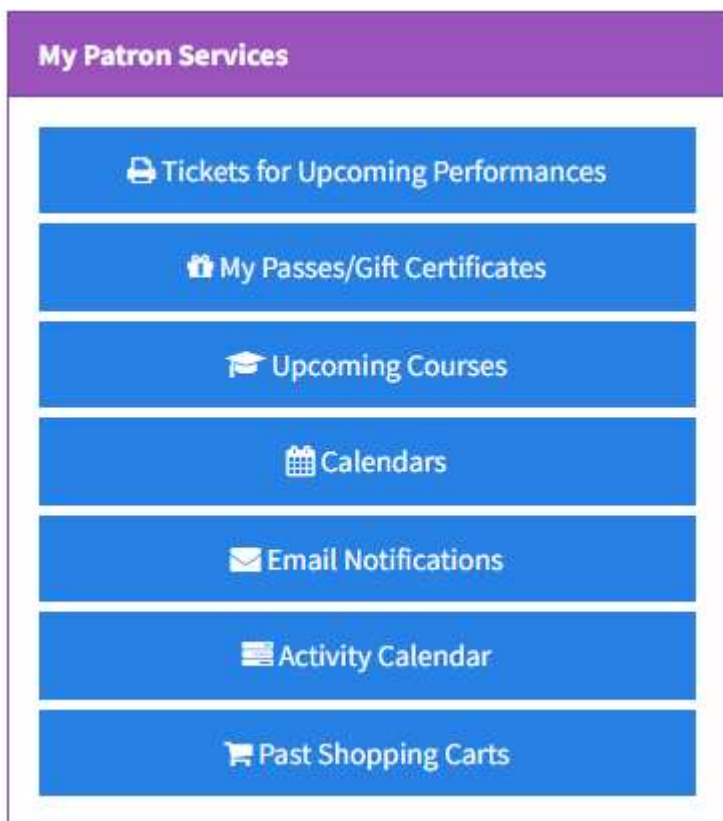 My Patron Services
Tickets for Upcoming Performances
My Passes/Gift Certificates
Upcoming Courses
Calendars
Email Notifications
Activity Calendar
Past Shopping Carts